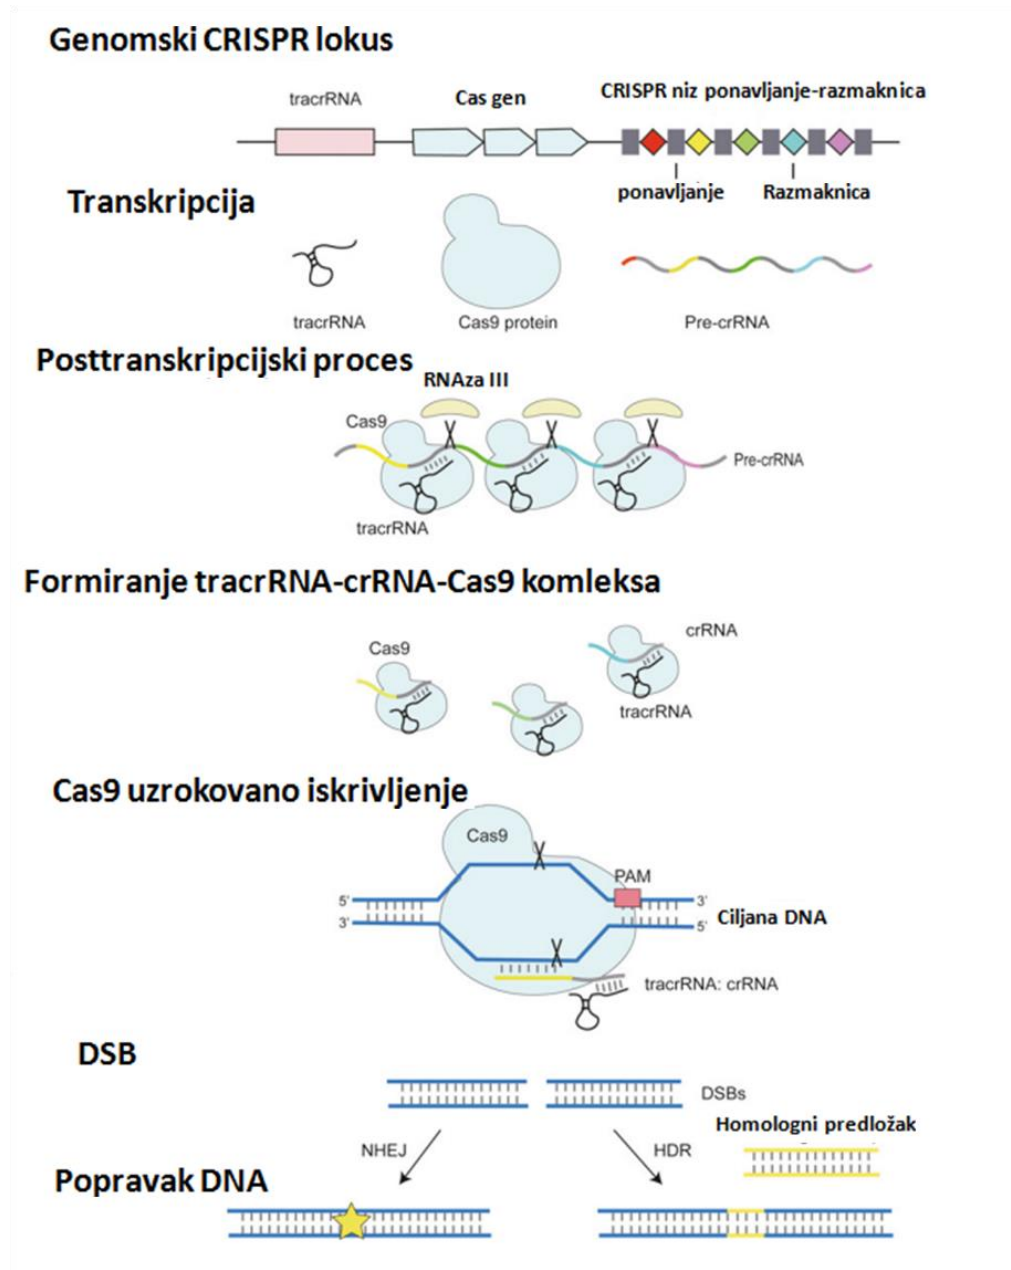 Genomski CRISPR lokus
tracrRNA
Cas gen
CRISPR niz ponavljanje-razmaknica
ponavljanje
Razmaknica
Transkripcija
tracrRNA
Cas9 protein
Pre-crRNA
Posttranskripcijski proces
RNAza III
Cas9
Pre-crRNA
tracrRNA
Formiranje tracrRNA-crRNA-Cas9 komleksa
crRNA
Cas9
tracrRNA
Cas9 uzrokovano iskrivljenje
Cas9
PAM
5'
3'
3'
5'
Ciljana DNA
tracrRNA: crRNA
DSB
DSBs
Homologni predložak
NHEJ
HDR
Popravak DNA